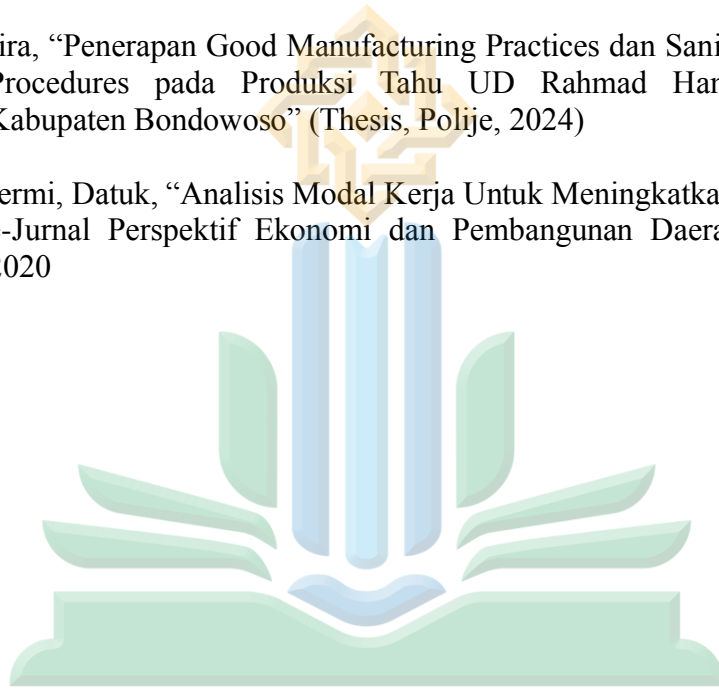 ira, “Penerapan Good Manufacturing Practices dan Sani
Procedures pada Produksi Tahu UD Rahmad Har
Kabupaten Bondowoso” (Thesis, Polije, 2024)
ermi, Datuk, “Analisis Modal Kerja Untuk Meningkatka
-Jurnal Perspektif Ekonomi dan Pembangunan Daera
2020